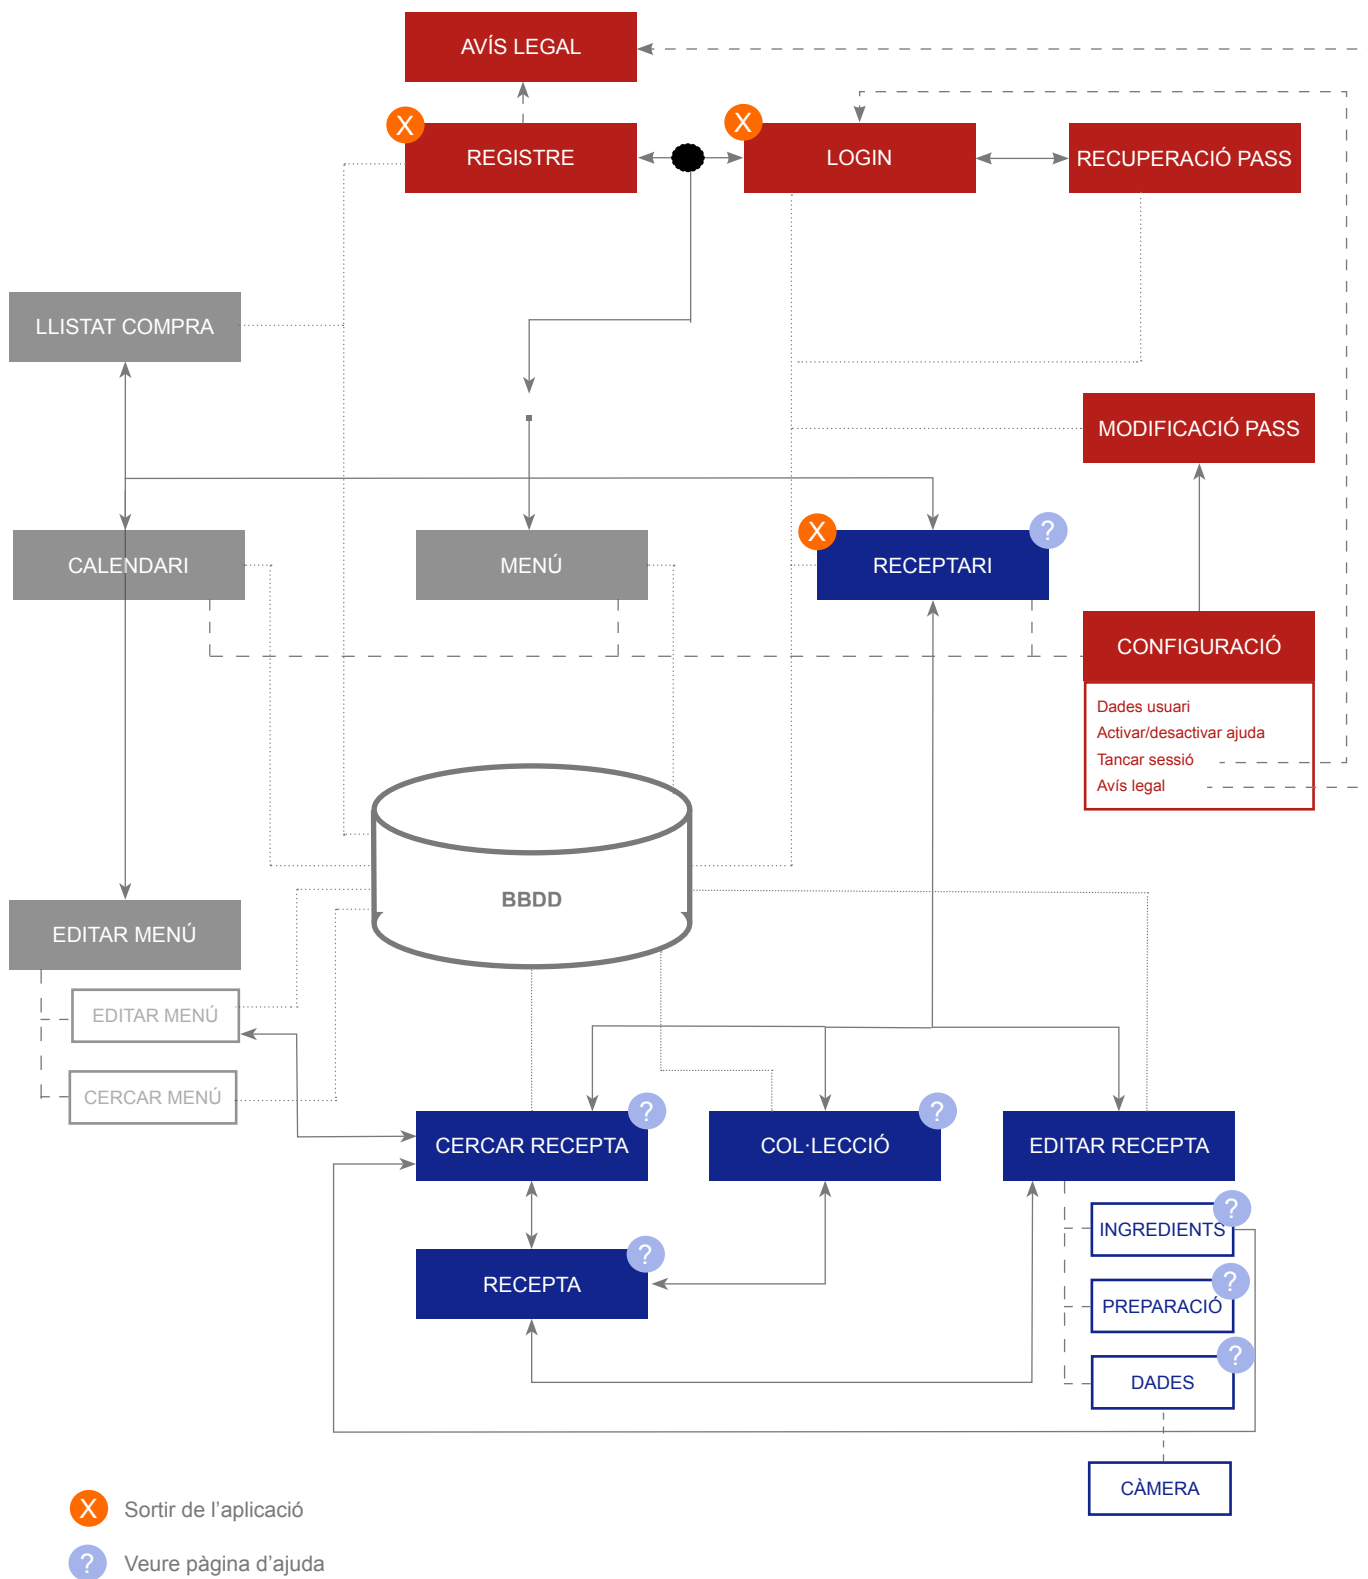 AVÍS LEGAL
X
X
REGISTRE
LOGIN
RECUPERACIÓ PASS
LLISTAT COMPRA
MODIFICACIÓ PASS
X
?
CALENDARI
MENÚ
RECEPTARI
CONFIGURACIÓ
Dades usuari
Activar/desactivar ajuda
Tancar sessió
Avís legal
BBDD
EDITAR MENÚ
EDITAR MENÚ
CERCAR MENÚ
?
?
CERCAR RECEPTA
COL·LECCIÓ
EDITAR RECEPTA
?
INGREDIENTS
?
RECEPTA
?
PREPARACIÓ
?
DADES
CÀMERA
X Sortir de l’aplicació
? Veure pàgina d’ajuda